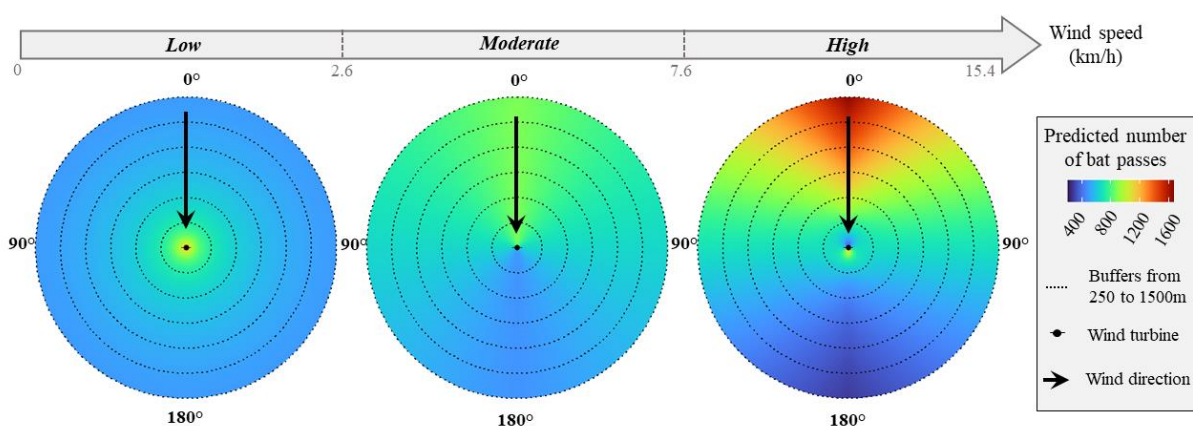 Low
Moderate
High
Wind speed
(km/h)
0
2.6
7.6
15.4
0°
0°
0°
90°
90°
90°
90°
180°
180°
180°
Predicted number
of bat passes
400
800
1200
1600
Buffers from
250 to 1500m
Wind turbine
Wind direction